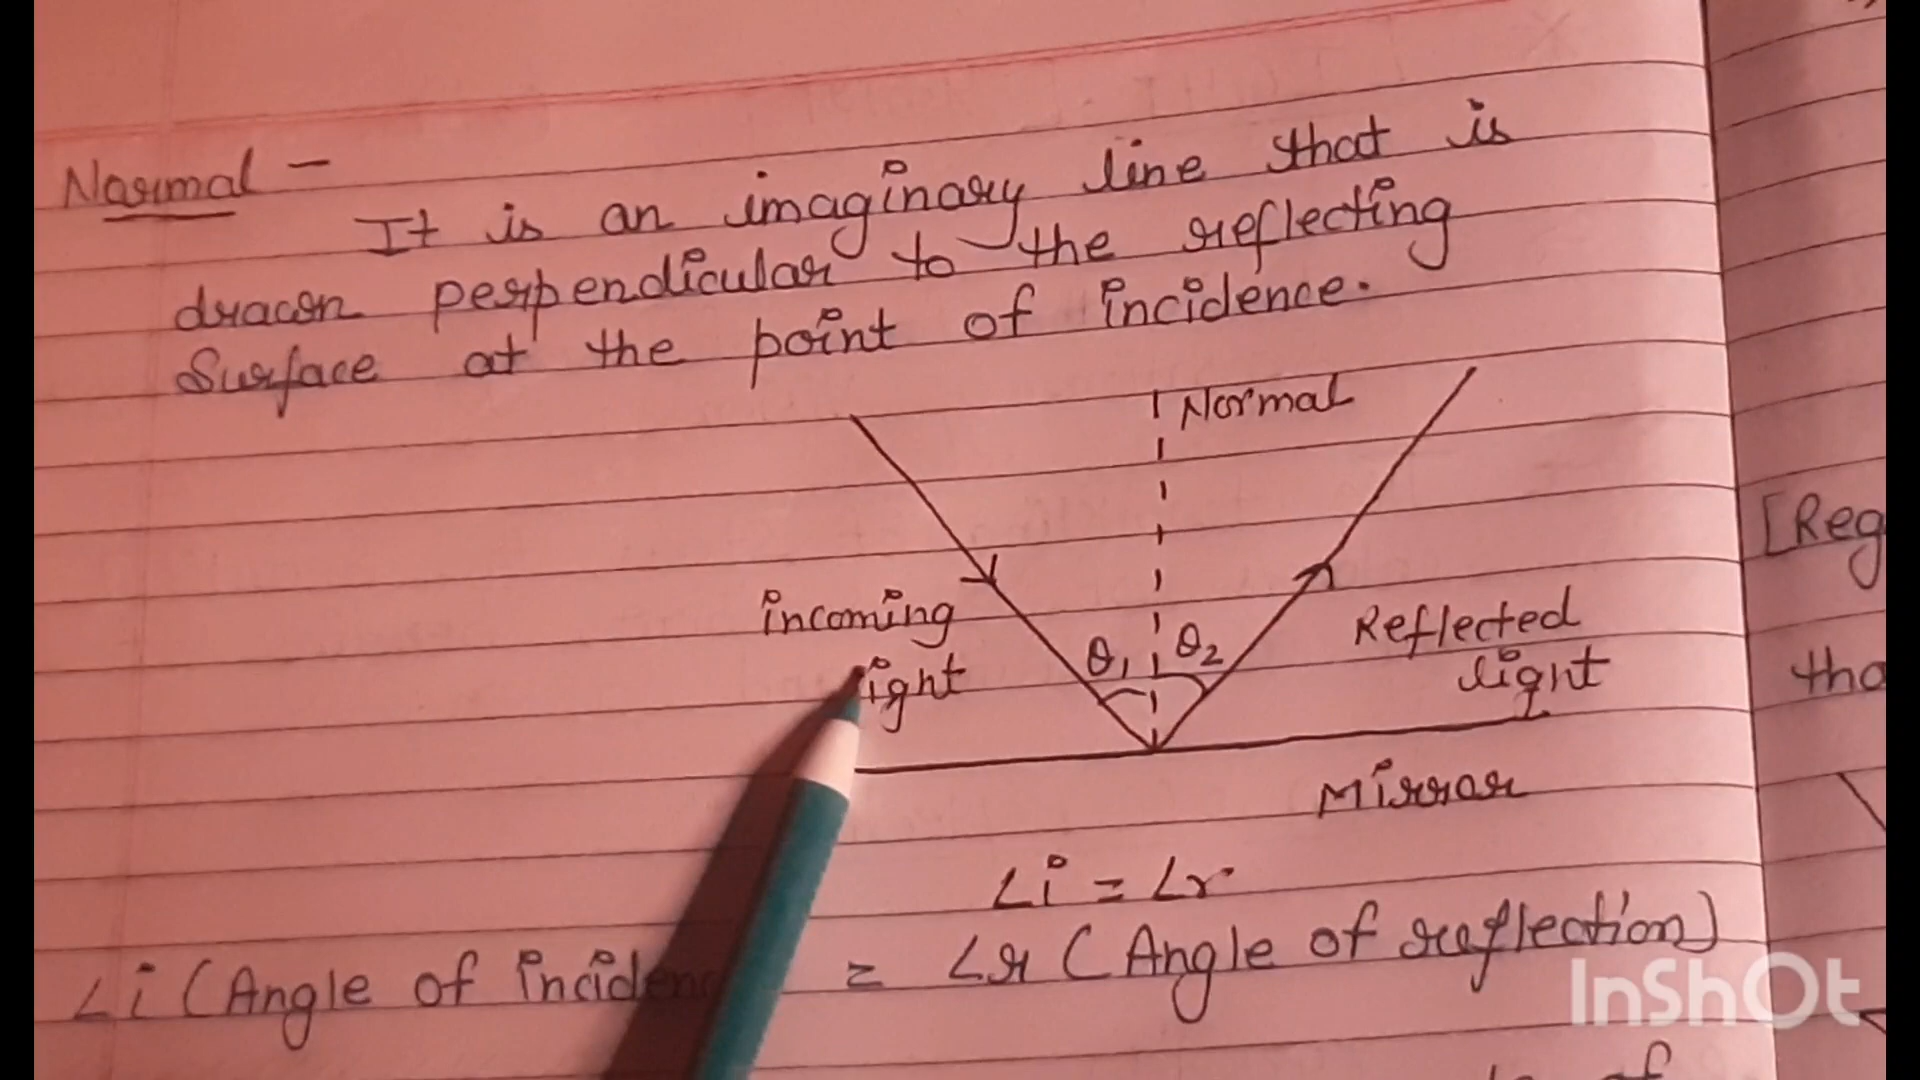 Normal -
It is an imaginary line that is
drawn perpendicular to the reflecting
Surface at the point of incidence.
Normal
incoming
light
θ₁ θ₂
Reflected
light
Mirror
∠i = ∠r
∠i (Angle of = ∠r (Angle of reflection)
[Reg
tha
of
InShOt